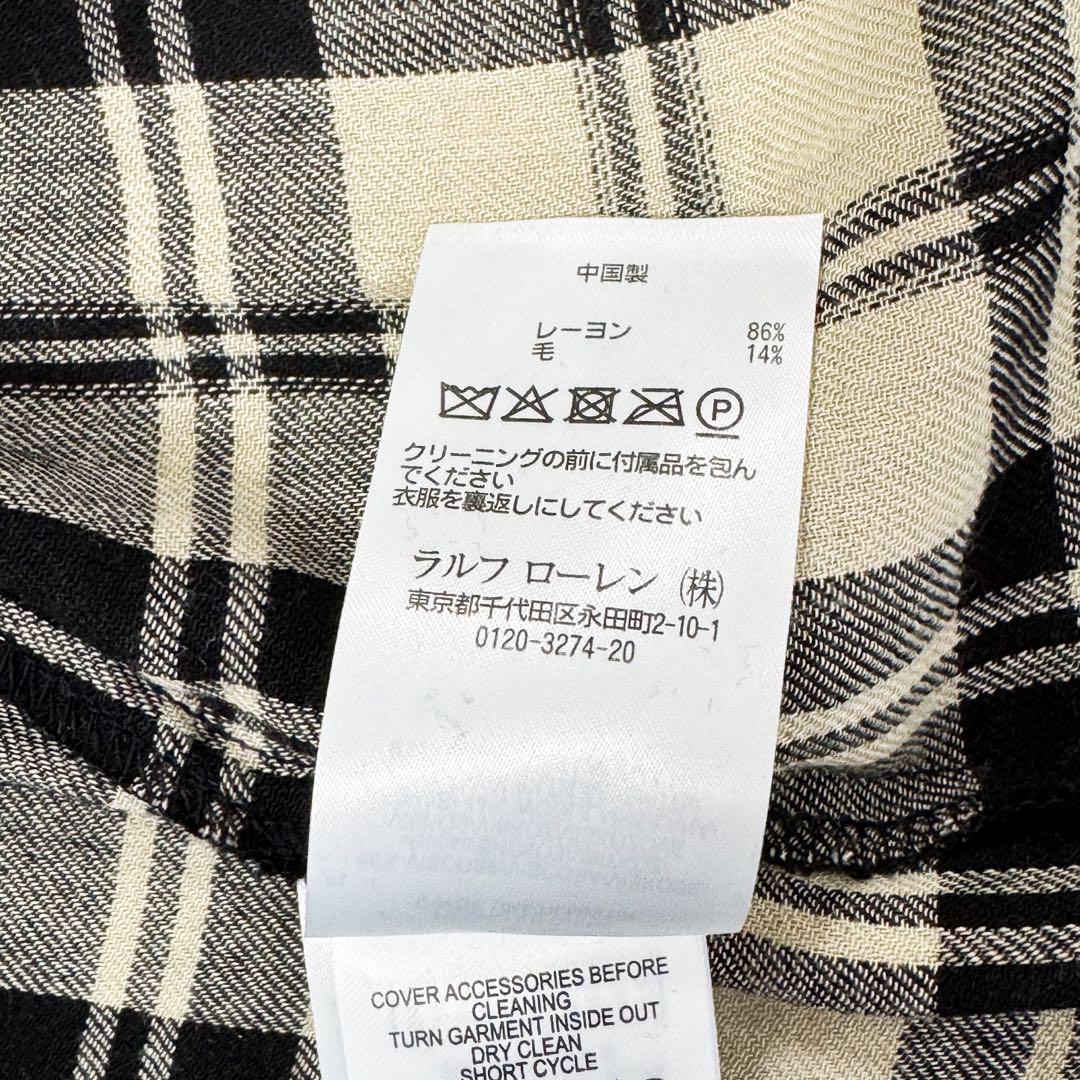 中国製
レーヨン 86%
毛 14%
P
クリーニングの前に付属品を包ん
でください
衣服を裏返しにしてください
ラルフ ローレン (株)
東京都千代田区永田町2-10-1
0120-3274-20
COVER ACCESSORIES BEFORE
CLEANING
TURN GARMENT INSIDE OUT
DRY CLEAN
SHORT CYCLE